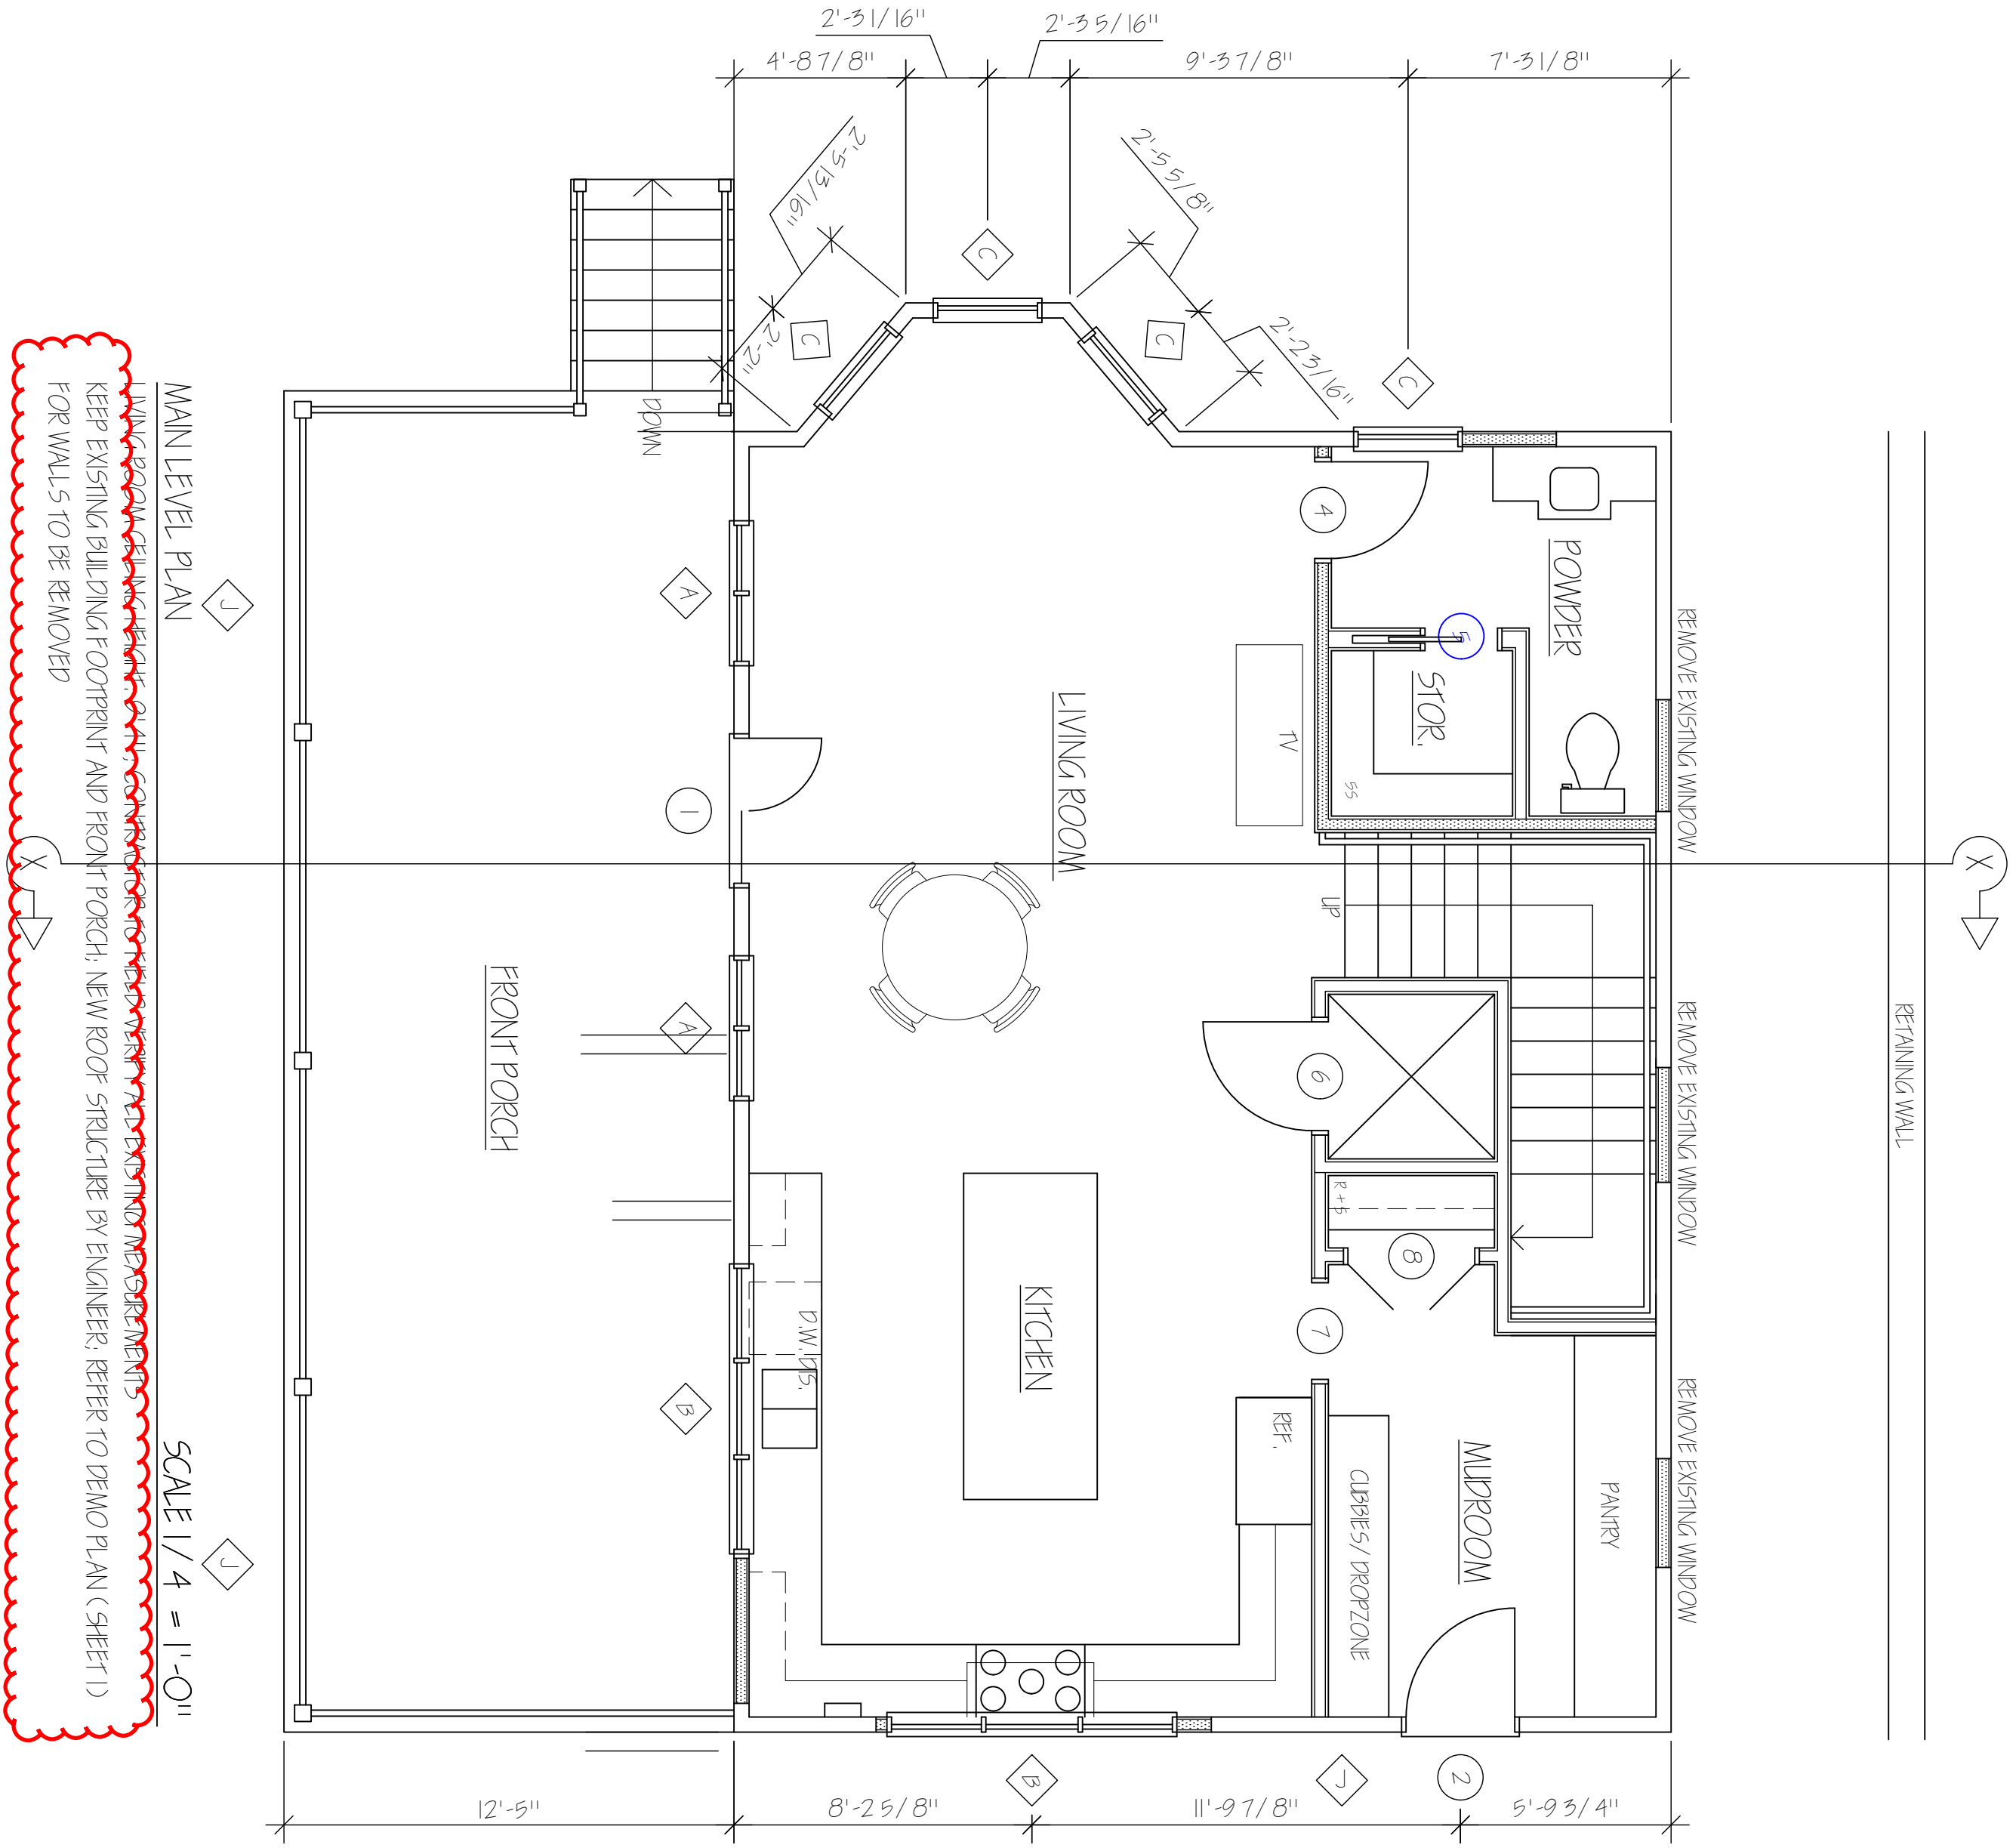 2'-3 1/16"
2'-3 5/16"
4'-8 7/8"
9'-3 7/8"
7'-3 1/8"
2'-5 13/16"
2'-5 5/8"
2'-2"
2'-2 3/16"
C
C
C
C
DOWN
4
POWDER
5
STOR.
SS
TV
A
1
LIVING ROOM
UP
X
X
REMOVE EXISTING WINDOW
REMOVE EXISTING WINDOW
REMOVE EXISTING WINDOW
RETAINING WALL
FRONT PORCH
A
6
R + S
8
7
KITCHEN
D.W.
DIS.
B
REF.
MUDROOM
CUBBIES / DROPZONE
PANTRY
B
J
2
12'-5"
8'-2 5/8"
11'-9 7/8"
5'-9 3/4"
J
J
MAIN LEVEL PLAN
SCALE 1/4 = 1'-0"
LIVING ROOM CEILING HEIGHT: CONTRACTOR TO FIELD VERIFY ALL EXISTING MEASUREMENTS
KEEP EXISTING BUILDING FOOTPRINT AND FRONT PORCH; NEW ROOF STRUCTURE BY ENGINEER; REFER TO DEMO PLAN (SHEET 1)
FOR WALLS TO BE REMOVED